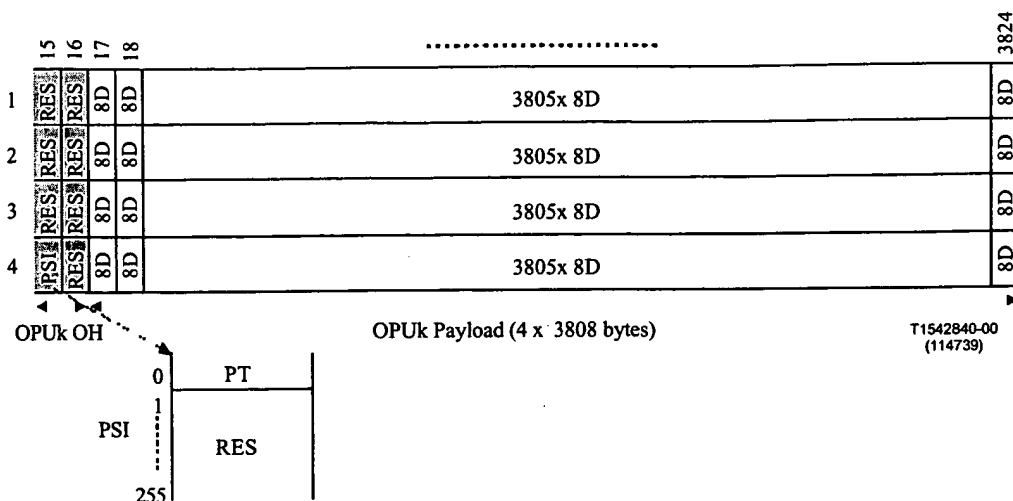 15 16 17 18 3824
1 RES RES 8D 8D 3805x 8D 8D
2 RES RES 8D 8D 3805x 8D 8D
3 RES RES 8D 8D 3805x 8D 8D
4 PSI RES 8D 8D 3805x 8D 8D
OPUk OH OPUk Payload (4 x 3808 bytes) T1542840-00
(114739)
0 PT
1
PSI RES
255